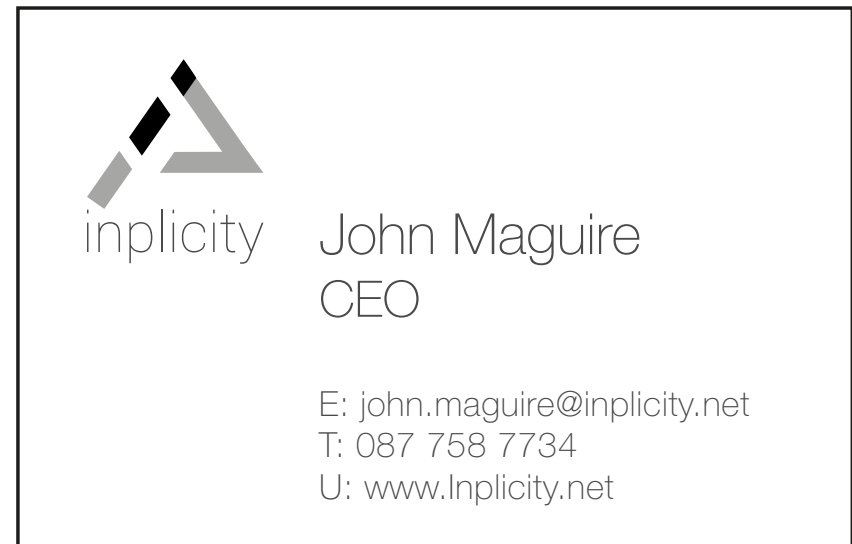 inplicity
John Maguire
CEO
E: john.maguire@inplicity.net
T: 087 758 7734
U: www.Inplicity.net